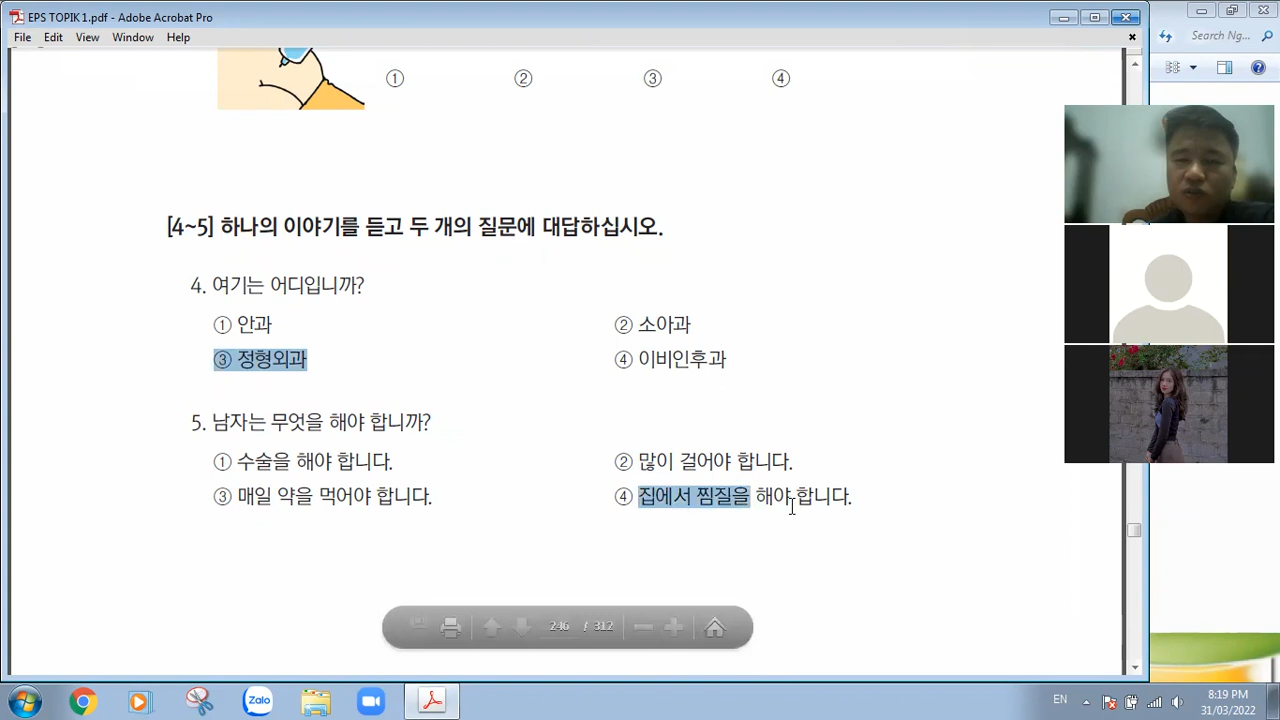 EPS TOPIK 1.pdf - Adobe Acrobat Pro
File Edit View Window Help
Search Ng...
① ② ③ ④
[4~5] 하나의 이야기를 듣고 두 개의 질문에 대답하십시오.
4. 여기는 어디입니까?
① 안과 ② 소아과
③ 정형외과 ④ 이비인후과
5. 남자는 무엇을 해야 합니까?
① 수술을 해야 합니다. ② 많이 걸어야 합니다.
③ 매일 약을 먹어야 합니다. ④ 집에서 찜질을 해야 합니다.
246 / 312
Zalo
EN
8:19 PM
31/03/2022